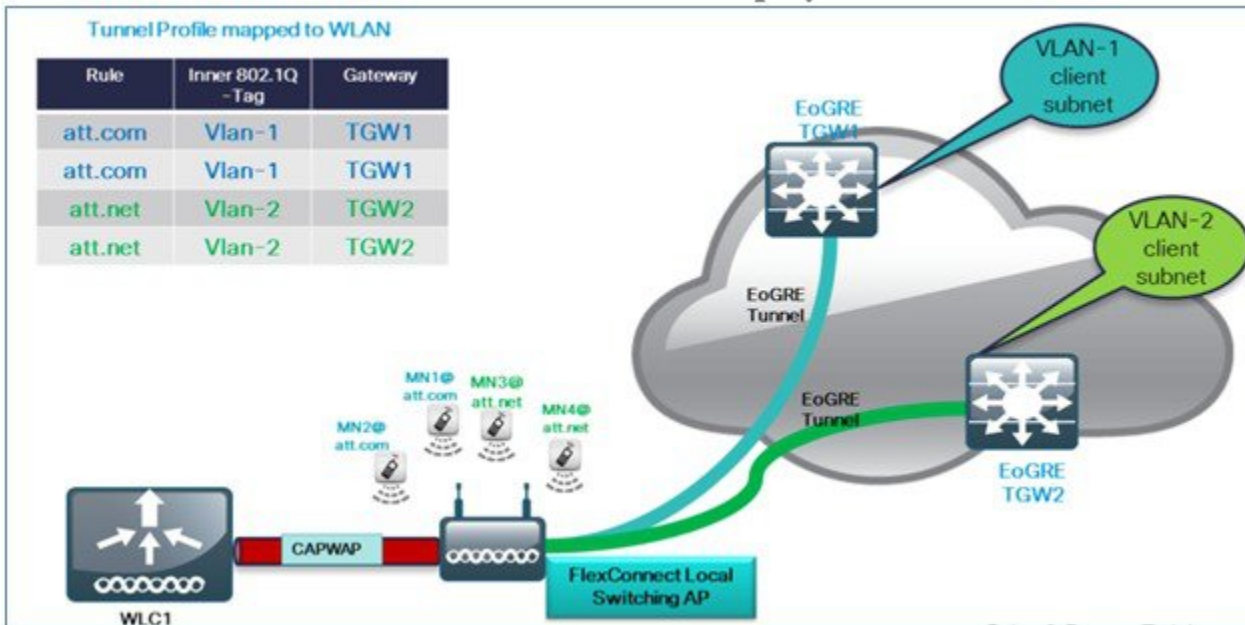 Tunnel Profile mapped to WLAN
Rule Inner 802.1Q Gateway
-Tag
att.com Vlan-1 TGW1
att.com Vlan-1 TGW1
att.net Vlan-2 TGW2
att.net Vlan-2 TGW2
VLAN-1
client
subnet
EoGRE
TGW1
VLAN-2
client
subnet
EoGRE
Tunnel
MN1@
att.com
MN3@
att.net
MN2@
att.com
MN4@
att.net
EoGRE
Tunnel
EoGRE
TGW2
CAPWAP
FlexConnect Local
Switching AP
WLC1